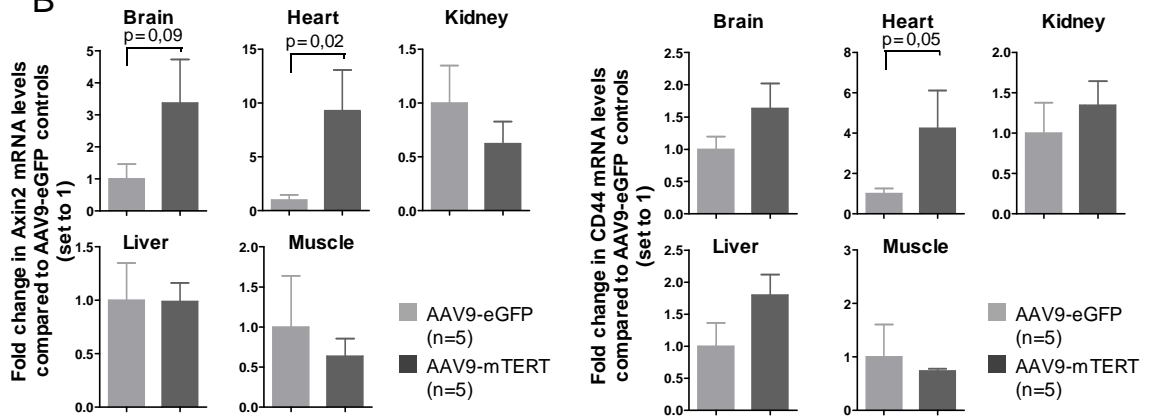 B
Fold change in Axin2 mRNA levels
compared to AAV9-eGFP controls
(set to 1)
Brain
p=0,09
5
4
3
2
1
0
Heart
p=0,02
15
10
5
0
Kidney
1.5
1.0
0.5
0.0
Liver
1.5
1.0
0.5
0.0
Muscle
2.0
1.5
1.0
0.5
0.0
AAV9-eGFP
(n=5)
AAV9-mTERT
(n=5)
Fold change in CD44 mRNA levels
compared to AAV9-eGFP controls
(set to 1)
Brain
2.5
2.0
1.5
1.0
0.5
0.0
Heart
p=0,05
8
6
4
2
0
Kidney
2.0
1.5
1.0
0.5
0.0
Liver
2.5
2.0
1.5
1.0
0.5
0.0
Muscle
3
2
1
0
AAV9-eGFP
(n=5)
AAV9-mTERT
(n=5)